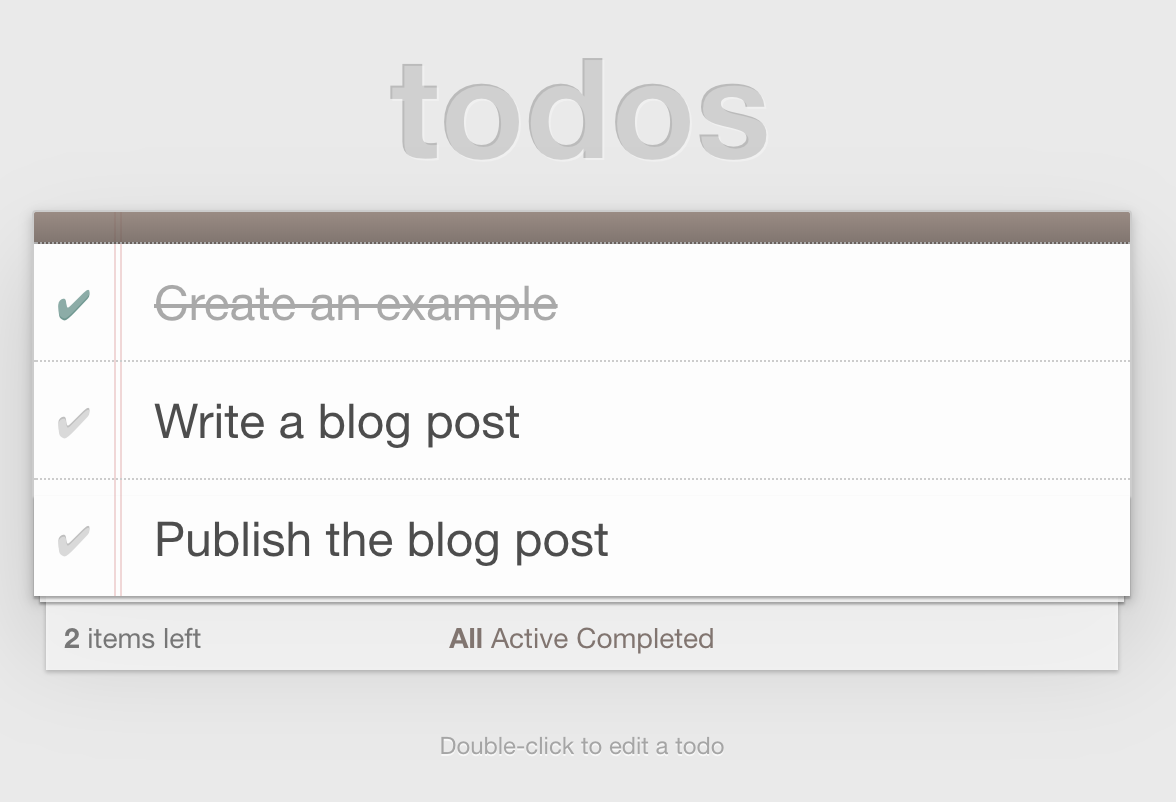 todos
✔ Create an example
✔ Write a blog post
✔ Publish the blog post
2 items left All Active Completed
Double-click to edit a todo